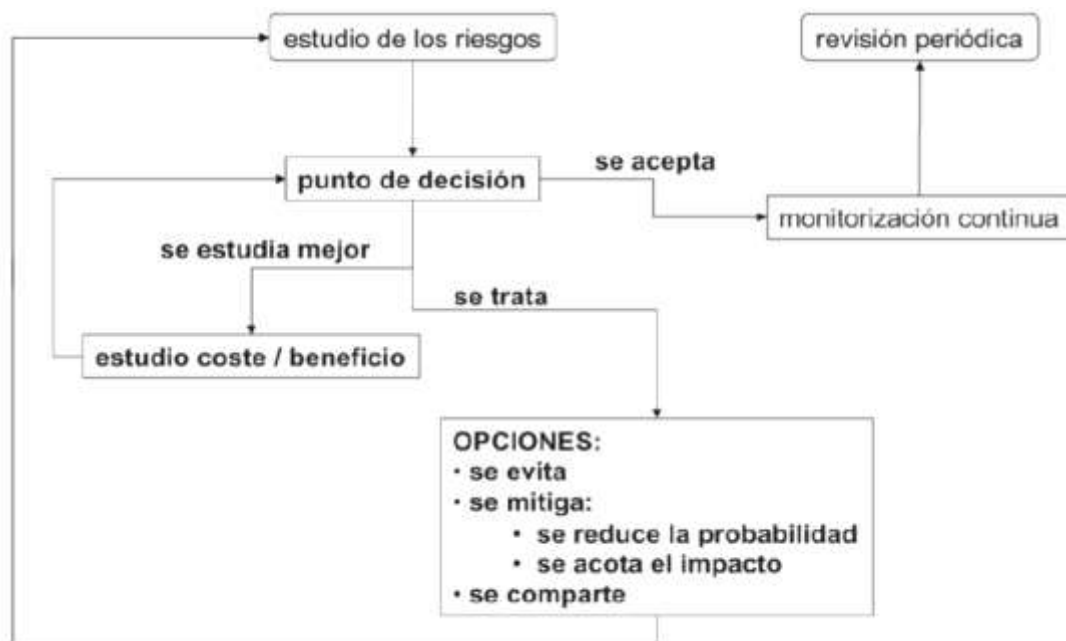 estudio de los riesgos
revisión periódica
punto de decisión
se acepta
monitorización continua
se estudia mejor
se trata
estudio coste / beneficio
OPCIONES:
· se evita
· se mitiga:
• se reduce la probabilidad
• se acota el impacto
· se comparte